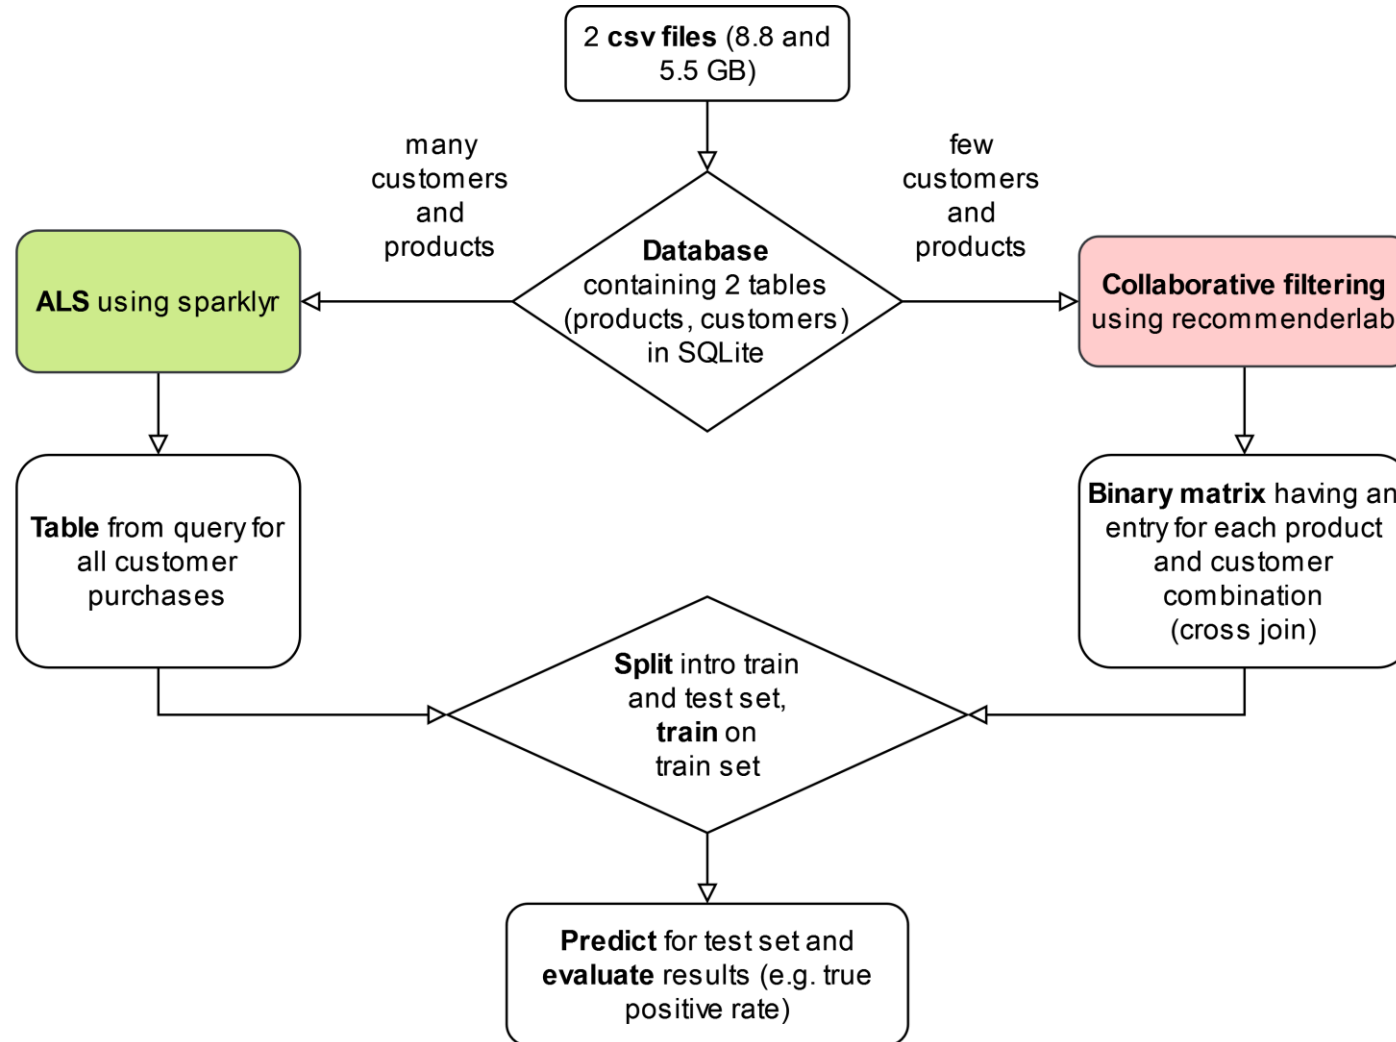 2 csv files (8.8 and
5.5 GB)
many
customers
and
products
few
customers
and
products
Database
containing 2 tables
(products, customers)
in SQLite
ALS using sparklyr
Collaborative filtering
using recommenderlab
Table from query for
all customer
purchases
Binary matrix having an
entry for each product
and customer
combination
(cross join)
Split intro train
and test set,
train on
train set
Predict for test set and
evaluate results (e.g. true
positive rate)